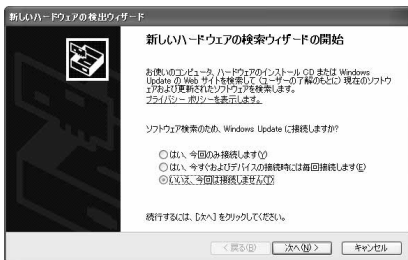 新しいハードウェアの検出ウィザード
新しいハードウェアの検索ウィザードの開始
お使いのコンピュータ、ハードウェアのインストール CD または Windows
Update の Web サイトを検索して (ユーザーの了解のもとに) 現在のソフトウ
ェアおよび更新されたソフトウェアを検索します。
プライバシー ポリシーを表示します。
ソフトウェア検索のため、Windows Update に接続しますか?
はい、今回のみ接続します(Y)
はい、今すぐおよびデバイスの接続時には毎回接続します(E)
いいえ、今回は接続しません(T)
続行するには、[次へ] をクリックしてください。
< 戻る(B)
次へ(N) >
キャンセル